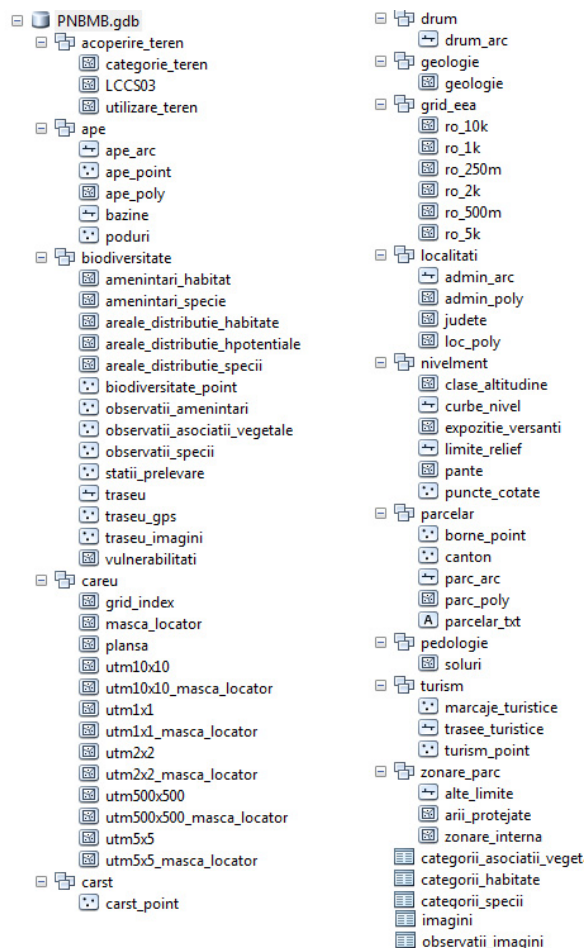 PNBMB.gdb
acoperire_teren
categorie_teren
LCCS03
utilizare_teren
ape
ape_arc
ape_point
ape_poly
bazine
poduri
biodiversitate
amenintari_habitat
amenintari_specie
areale_distributie_habitate
areale_distributie_hpotentiale
areale_distributie_specii
biodiversitate_point
observatii_amenintari
observatii_asociatii_vegetale
observatii_specii
statii_prelevare
traseu
traseu_gps
traseu_imagini
vulnerabilitati
careu
grid_index
masca_locator
plansa
utm10x10
utm10x10_masca_locator
utm1x1
utm1x1_masca_locator
utm2x2
utm2x2_masca_locator
utm500x500
utm500x500_masca_locator
utm5x5
utm5x5_masca_locator
carst
carst_point
drum
drum_arc
geologie
geologie
grid_eea
ro_10k
ro_1k
ro_250m
ro_2k
ro_500m
ro_5k
localitati
admin_arc
admin_poly
judete
loc_poly
nivelment
clase_altitudine
curbe_nivel
expozitie_versanti
limite_relief
pante
puncte_cotate
parcelar
borne_point
canton
parc_arc
parc_poly
A parcelar_txt
pedologie
soluri
turism
marcaje_turistice
trasee_turistice
turism_point
zonare_parc
alte_limite
arii_protejate
zonare_interna
categorii_asociatii_veget
categorii_habitate
categorii_specii
imagini
observatii_imagini